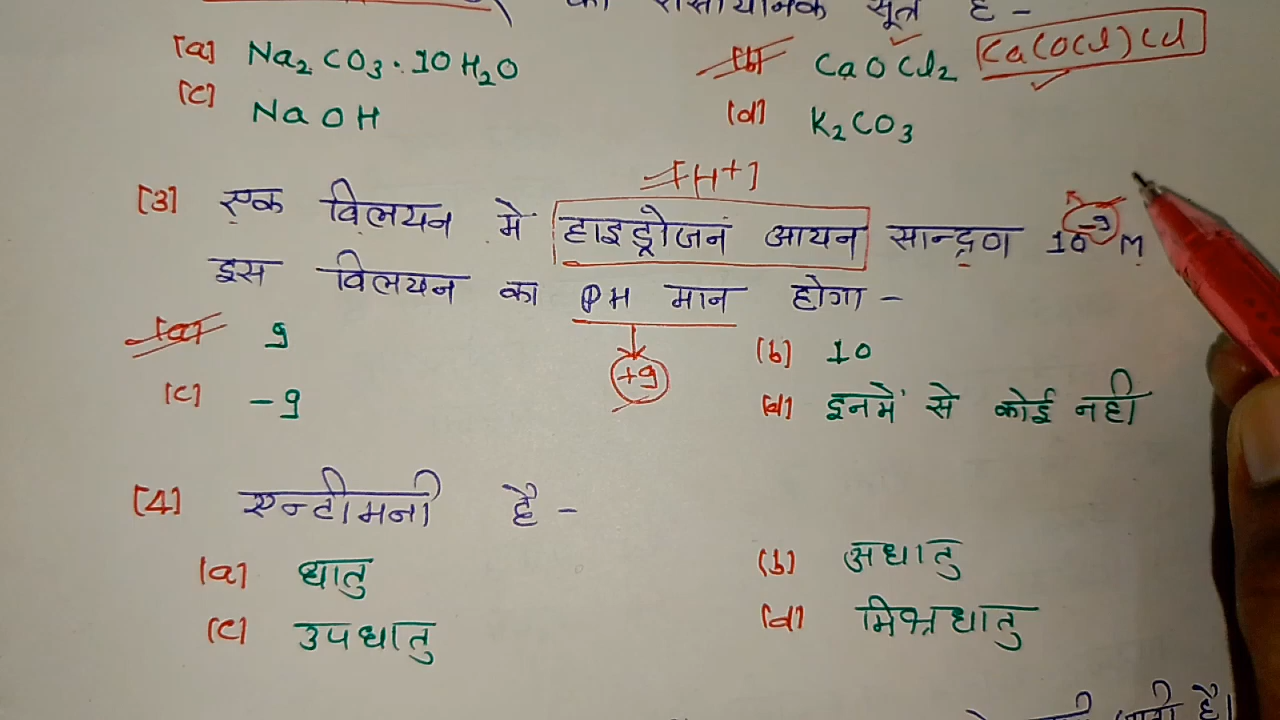 का रासायनिक सूत्र है -
[a] Na₂CO₃·10H₂O [b] CaOCl₂ Ca(OCl)Cl
[c] NaOH [d] K₂CO₃
=[H+]
[3] एक विलयन में हाइड्रोजन आयन सान्द्रण 10⁻⁹ M
इस विलयन का PH मान होगा -
[a] 9 [b] 10
+9
[c] -9 [d] इनमें से कोई नही
[4] एन्टीमनी है -
[a] धातु [b] अधातु
[c] उपधातु [d] मिश्रधातु
जाती है।